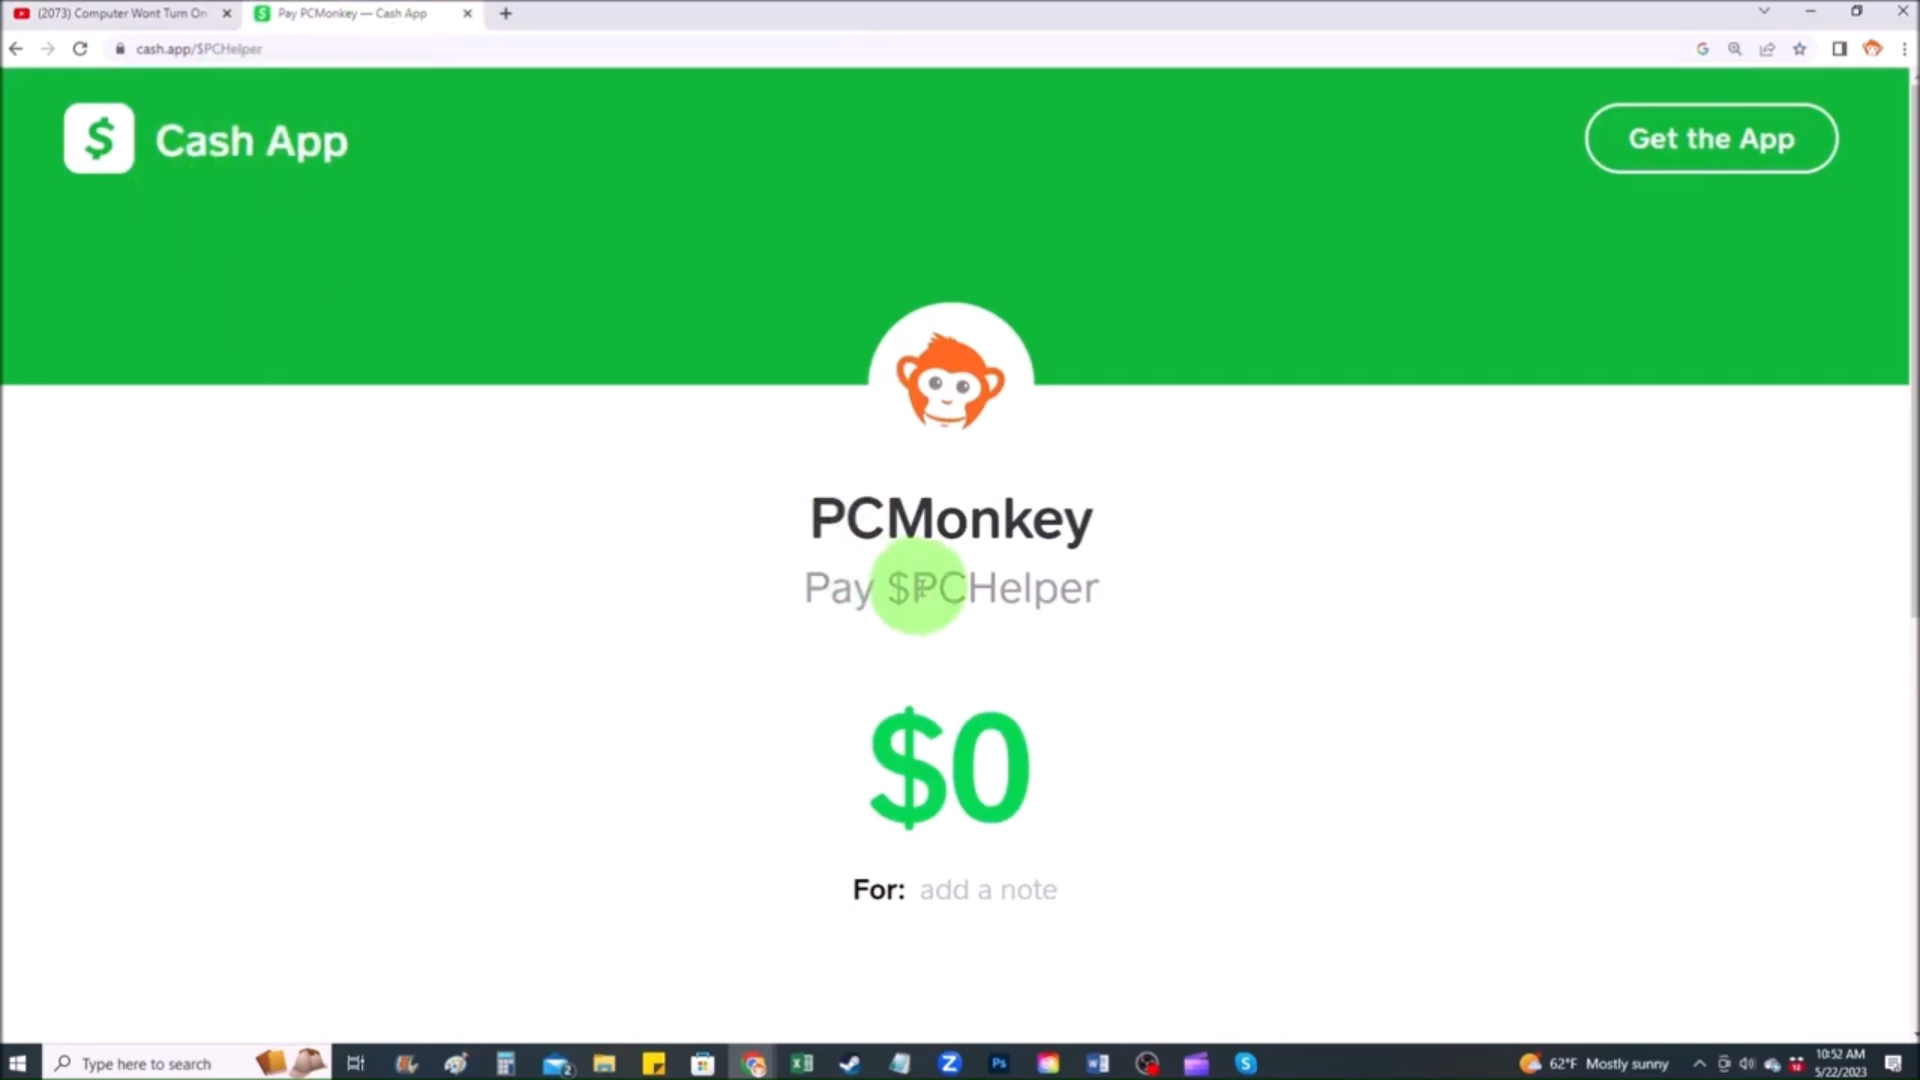 (2073) Computer Wont Turn On
Pay PCMonkey — Cash App
cash.app/$PCHelper
$ Cash App
Get the App
PCMonkey
Pay $PCHelper
$0
For: add a note
Type here to search
62°F Mostly sunny
10:52 AM
5/22/2023